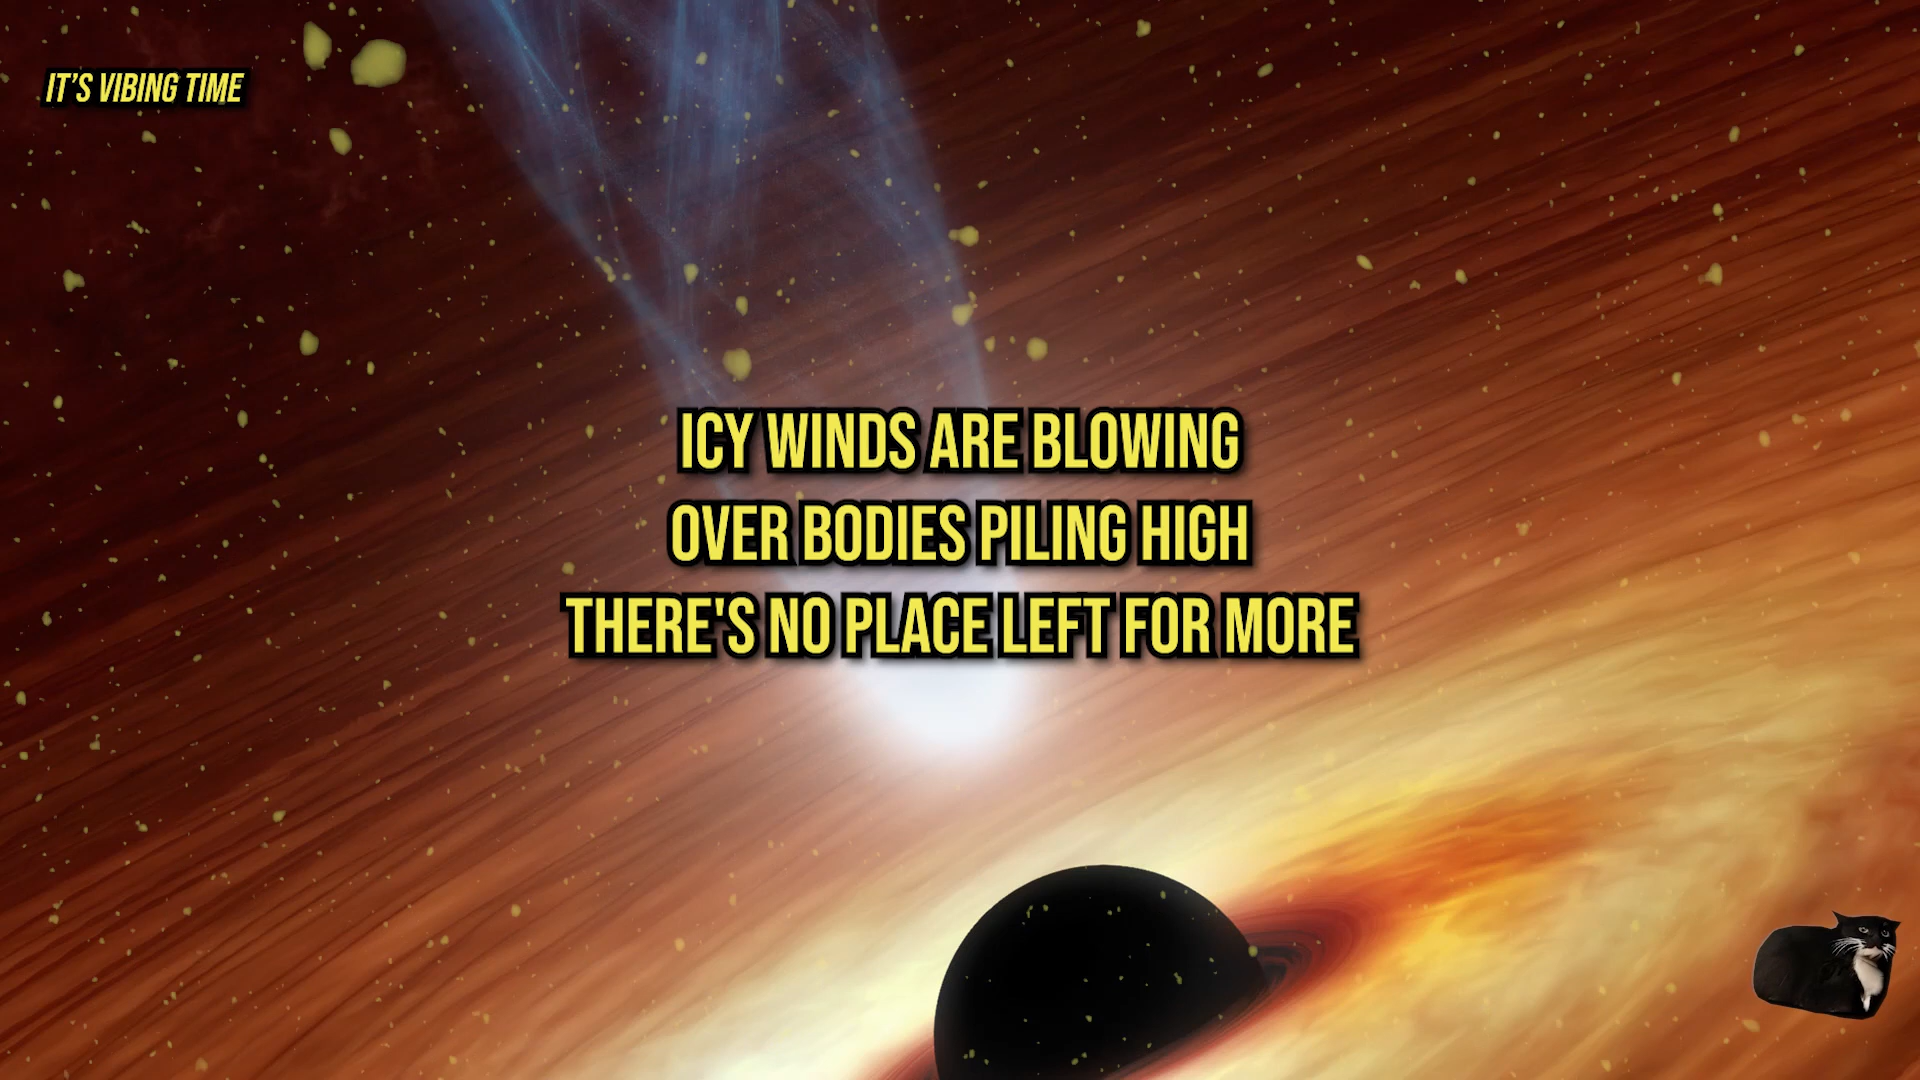 IT'S VIBING TIME
ICY WINDS ARE BLOWING
OVER BODIES PILING HIGH
THERE'S NO PLACE LEFT FOR MORE